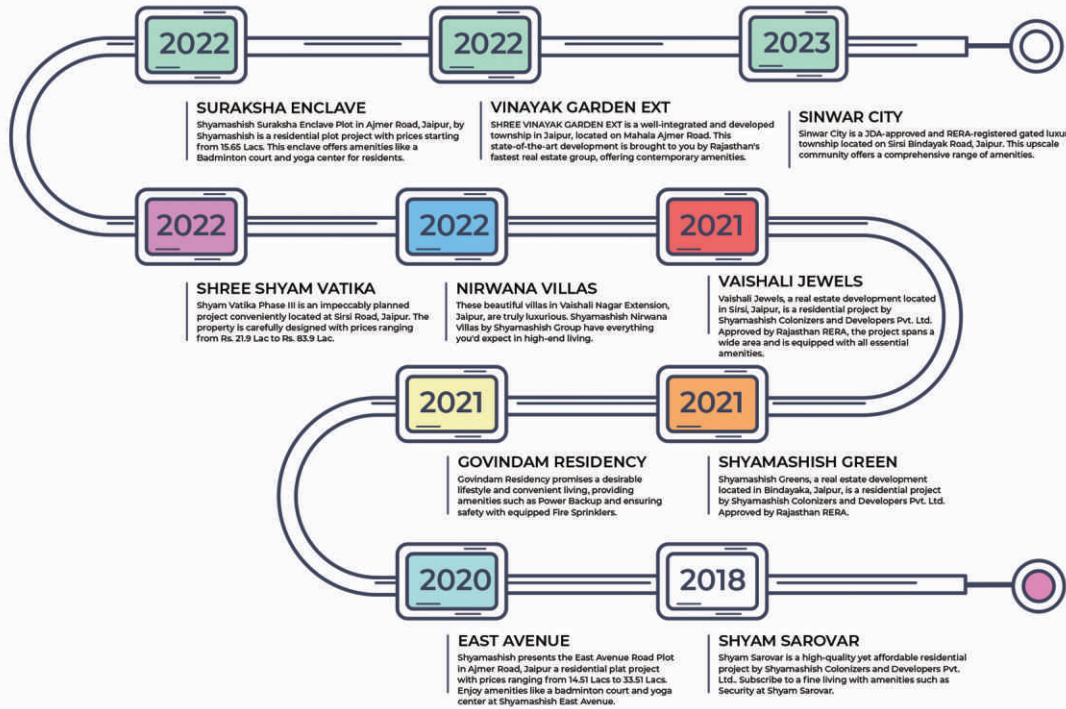 2022
2022
2023
SURAKSHA ENCLAVE
Shyamashish Suraksha Enclave Plot in Ajmer Road, Jaipur, by
Shyamashish is a residential plot project with prices starting
from 15.65 Lacs. This enclave offers amenities like a
Badminton court and yoga center for residents.
VINAYAK GARDEN EXT
SHREE VINAYAK GARDEN EXT is a well-integrated and developed
township in Jaipur, located on Mahala Ajmer Road. This
state-of-the-art development is brought to you by Rajasthan's
fastest real estate group, offering contemporary amenities.
SINWAR CITY
Sinwar City is a JDA-approved and RERA-registered gated luxu
township located on Sirsi Bindayak Road, Jaipur. This upscale
community offers a comprehensive range of amenities.
2022
2022
2021
SHREE SHYAM VATIKA
Shyam Vatika Phase III is an impeccably planned
project conveniently located at Sirsi Road, Jaipur. The
property is carefully designed with prices ranging
from Rs. 21.9 Lac to Rs. 83.9 Lac.
NIRWANA VILLAS
These beautiful villas in Vaishali Nagar Extension,
Jaipur, are truly luxurious. Shyamashish Nirwana
Villas by Shyamashish Group have everything
you'd expect in high-end living.
VAISHALI JEWELS
Vaishali Jewels, a real estate development located
in Sirsi, Jaipur, is a residential project by
Shyamashish Colonizers and Developers Pvt. Ltd.
Approved by Rajasthan RERA, the project spans a
wide area and is equipped with all essential
amenities.
2021
2021
GOVINDAM RESIDENCY
Govindam Residency promises a desirable
lifestyle and convenient living, providing
amenities such as Power Backup and ensuring
safety with equipped Fire Sprinklers.
SHYAMASHISH GREEN
Shyamashish Greens, a real estate development
located in Bindayaka, Jaipur, is a residential project
by Shyamashish Colonizers and Developers Pvt. Ltd.
Approved by Rajasthan RERA.
2020
2018
EAST AVENUE
Shyamashish presents the East Avenue Road Plot
in Ajmer Road, Jaipur a residential plat project
with prices ranging from 14.51 Lacs to 33.51 Lacs.
Enjoy amenities like a badminton court and yoga
center at Shyamashish East Avenue.
SHYAM SAROVAR
Shyam Sarovar is a high-quality yet affordable residential
project by Shyamashish Colonizers and Developers Pvt.
Ltd.. Subscribe to a fine living with amenities such as
Security at Shyam Sarovar.